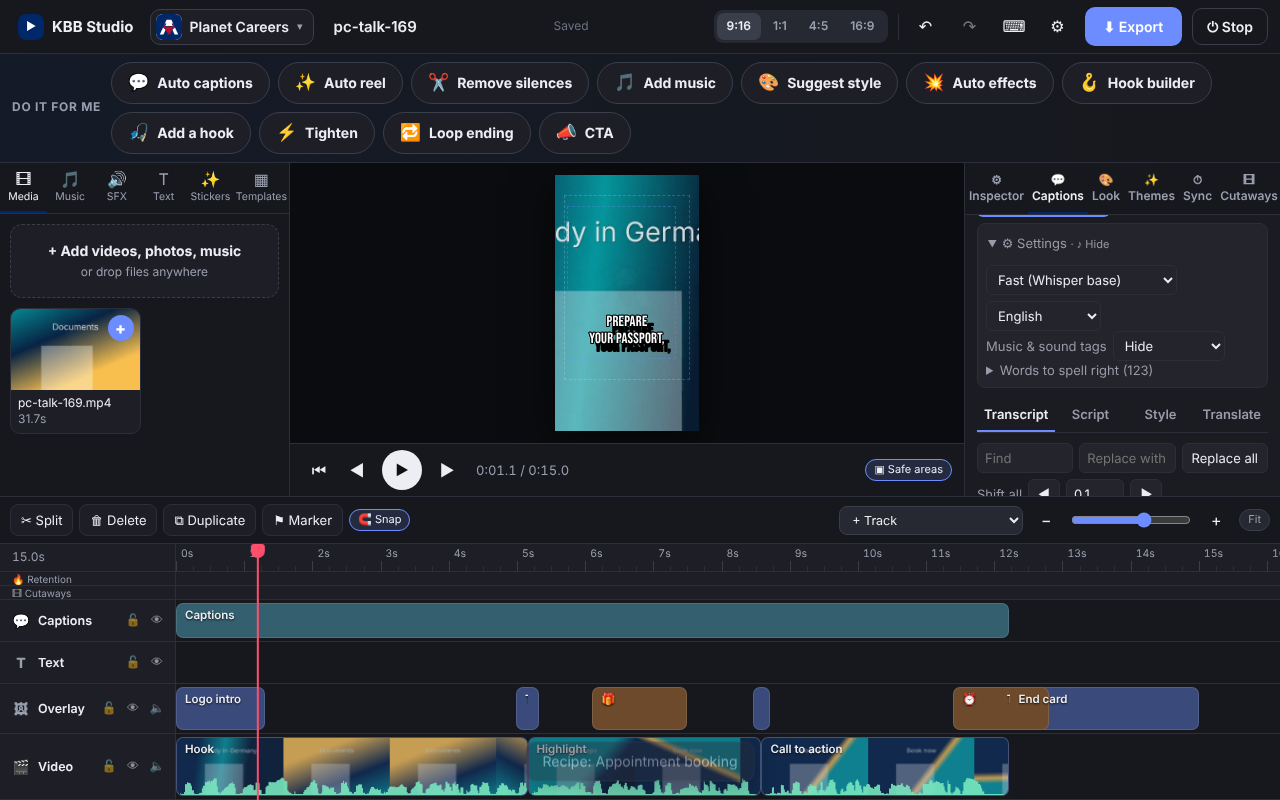 KBB Studio
Planet Careers ▾
pc-talk-169
Saved
9:16 1:1 4:5 16:9
Export
Stop
DO IT FOR ME
Auto captions
Auto reel
Remove silences
Add music
Suggest style
Auto effects
Hook builder
Add a hook
Tighten
Loop ending
CTA
Media
Music
SFX
Text
Stickers
Templates
+ Add videos, photos, music
or drop files anywhere
Documents
pc-talk-169.mp4
31.7s
dy in Germa
PREPARE
YOUR PASSPORT,
0:01.1 / 0:15.0
Safe areas
Inspector
Captions
Look
Themes
Sync
Cutaways
Settings · ♪ Hide
Fast (Whisper base)
English
Music & sound tags Hide
Words to spell right (123)
Transcript Script Style Translate
Find Replace with Replace all
Shift all 0.1
Split
Delete
Duplicate
Marker
Snap
+ Track
− + Fit
15.0s
0s 2s 3s 4s 5s 6s 7s 8s 9s 10s 11s 12s 13s 14s 15s
Retention
Cutaways
Captions
Captions
Text
Overlay
Logo intro
End card
Video
Hook
Highlight
Recipe: Appointment booking
Call to action